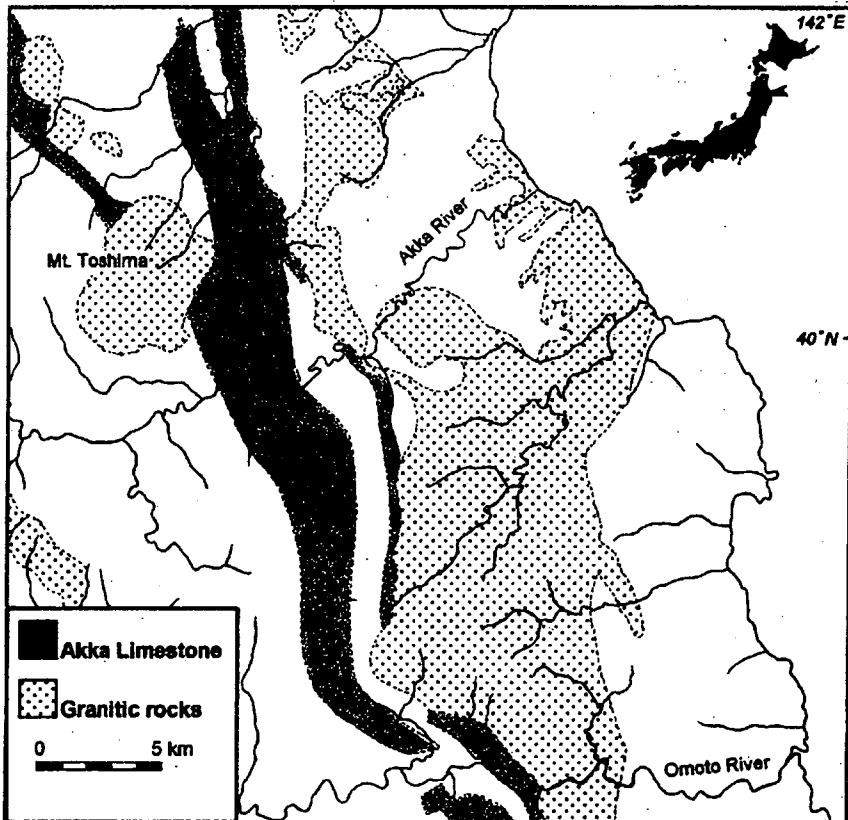 142°E
Akka River
Mt. Toshima
40°N
Akka Limestone
Granitic rocks
0 5 km
Omoto River